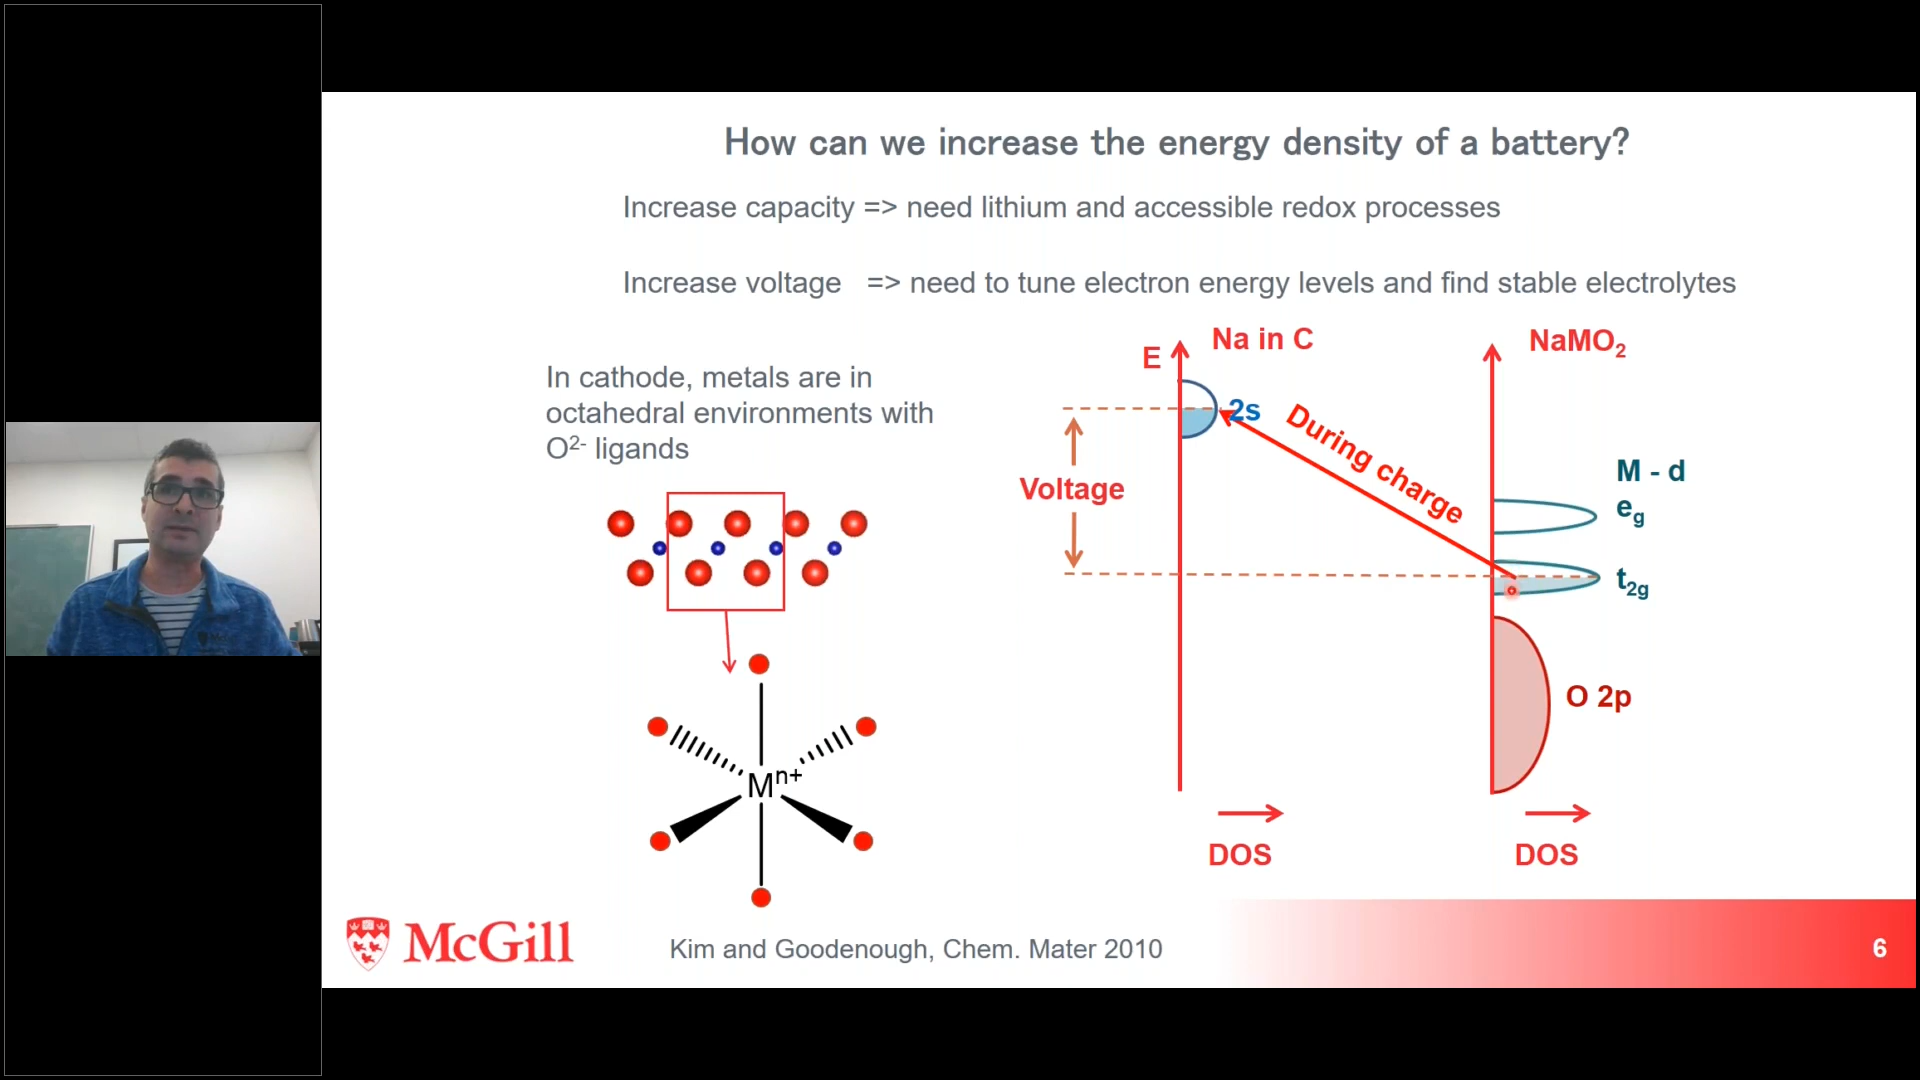 How can we increase the energy density of a battery?
Increase capacity => need lithium and accessible redox processes
Increase voltage => need to tune electron energy levels and find stable electrolytes
In cathode, metals are in
octahedral environments with
O²⁻ ligands
Mⁿ⁺
E
Na in C
2s
Voltage
During charge
DOS
NaMO₂
M - d
e_g
t_2g
O 2p
DOS
McGill
Kim and Goodenough, Chem. Mater 2010
6